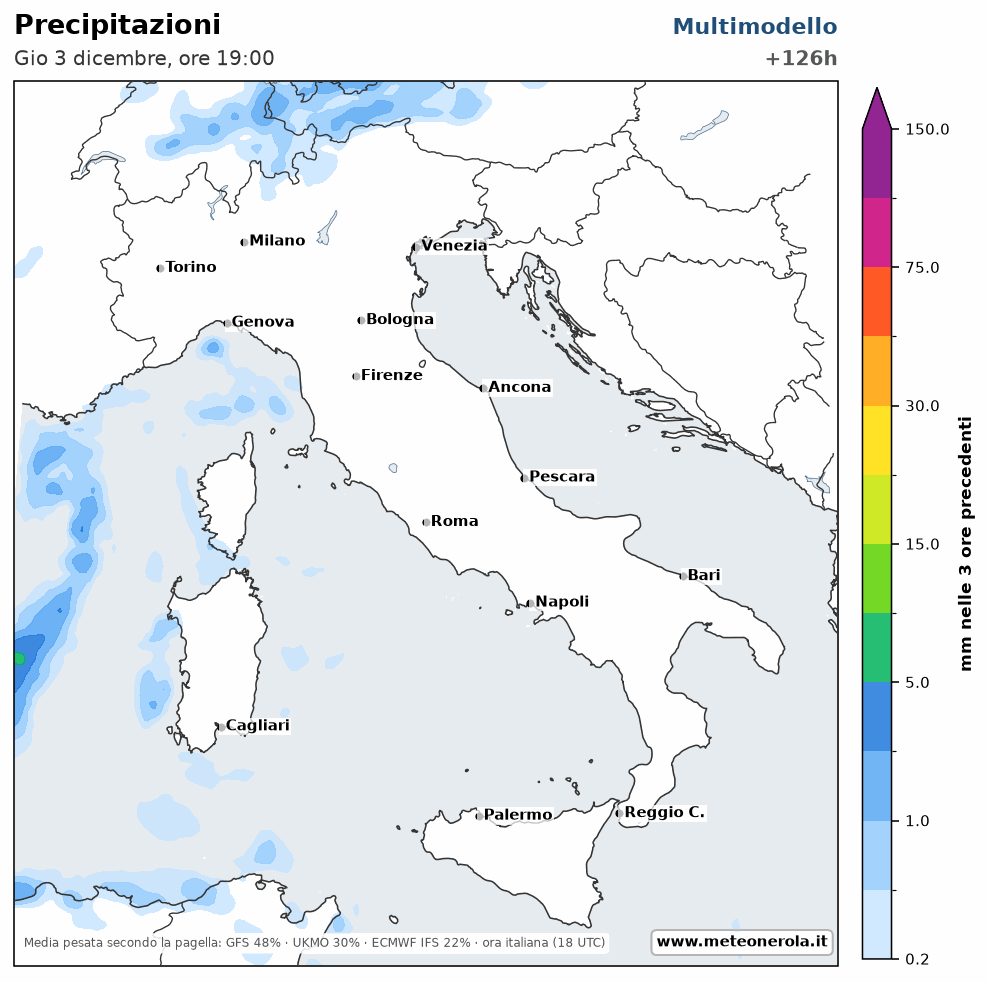 Precipitazioni
Multimodello
Gio 3 dicembre, ore 19:00
+126h
150.0
75.0
30.0
15.0
5.0
1.0
0.2
mm nelle 3 ore precedenti
Milano
Venezia
Torino
Genova
Bologna
Firenze
Ancona
Pescara
Roma
Bari
Napoli
Cagliari
Palermo
Reggio C.
Media pesata secondo la pagella: GFS 48% · UKMO 30% · ECMWF IFS 22% · ora italiana (18 UTC)
www.meteonerola.it